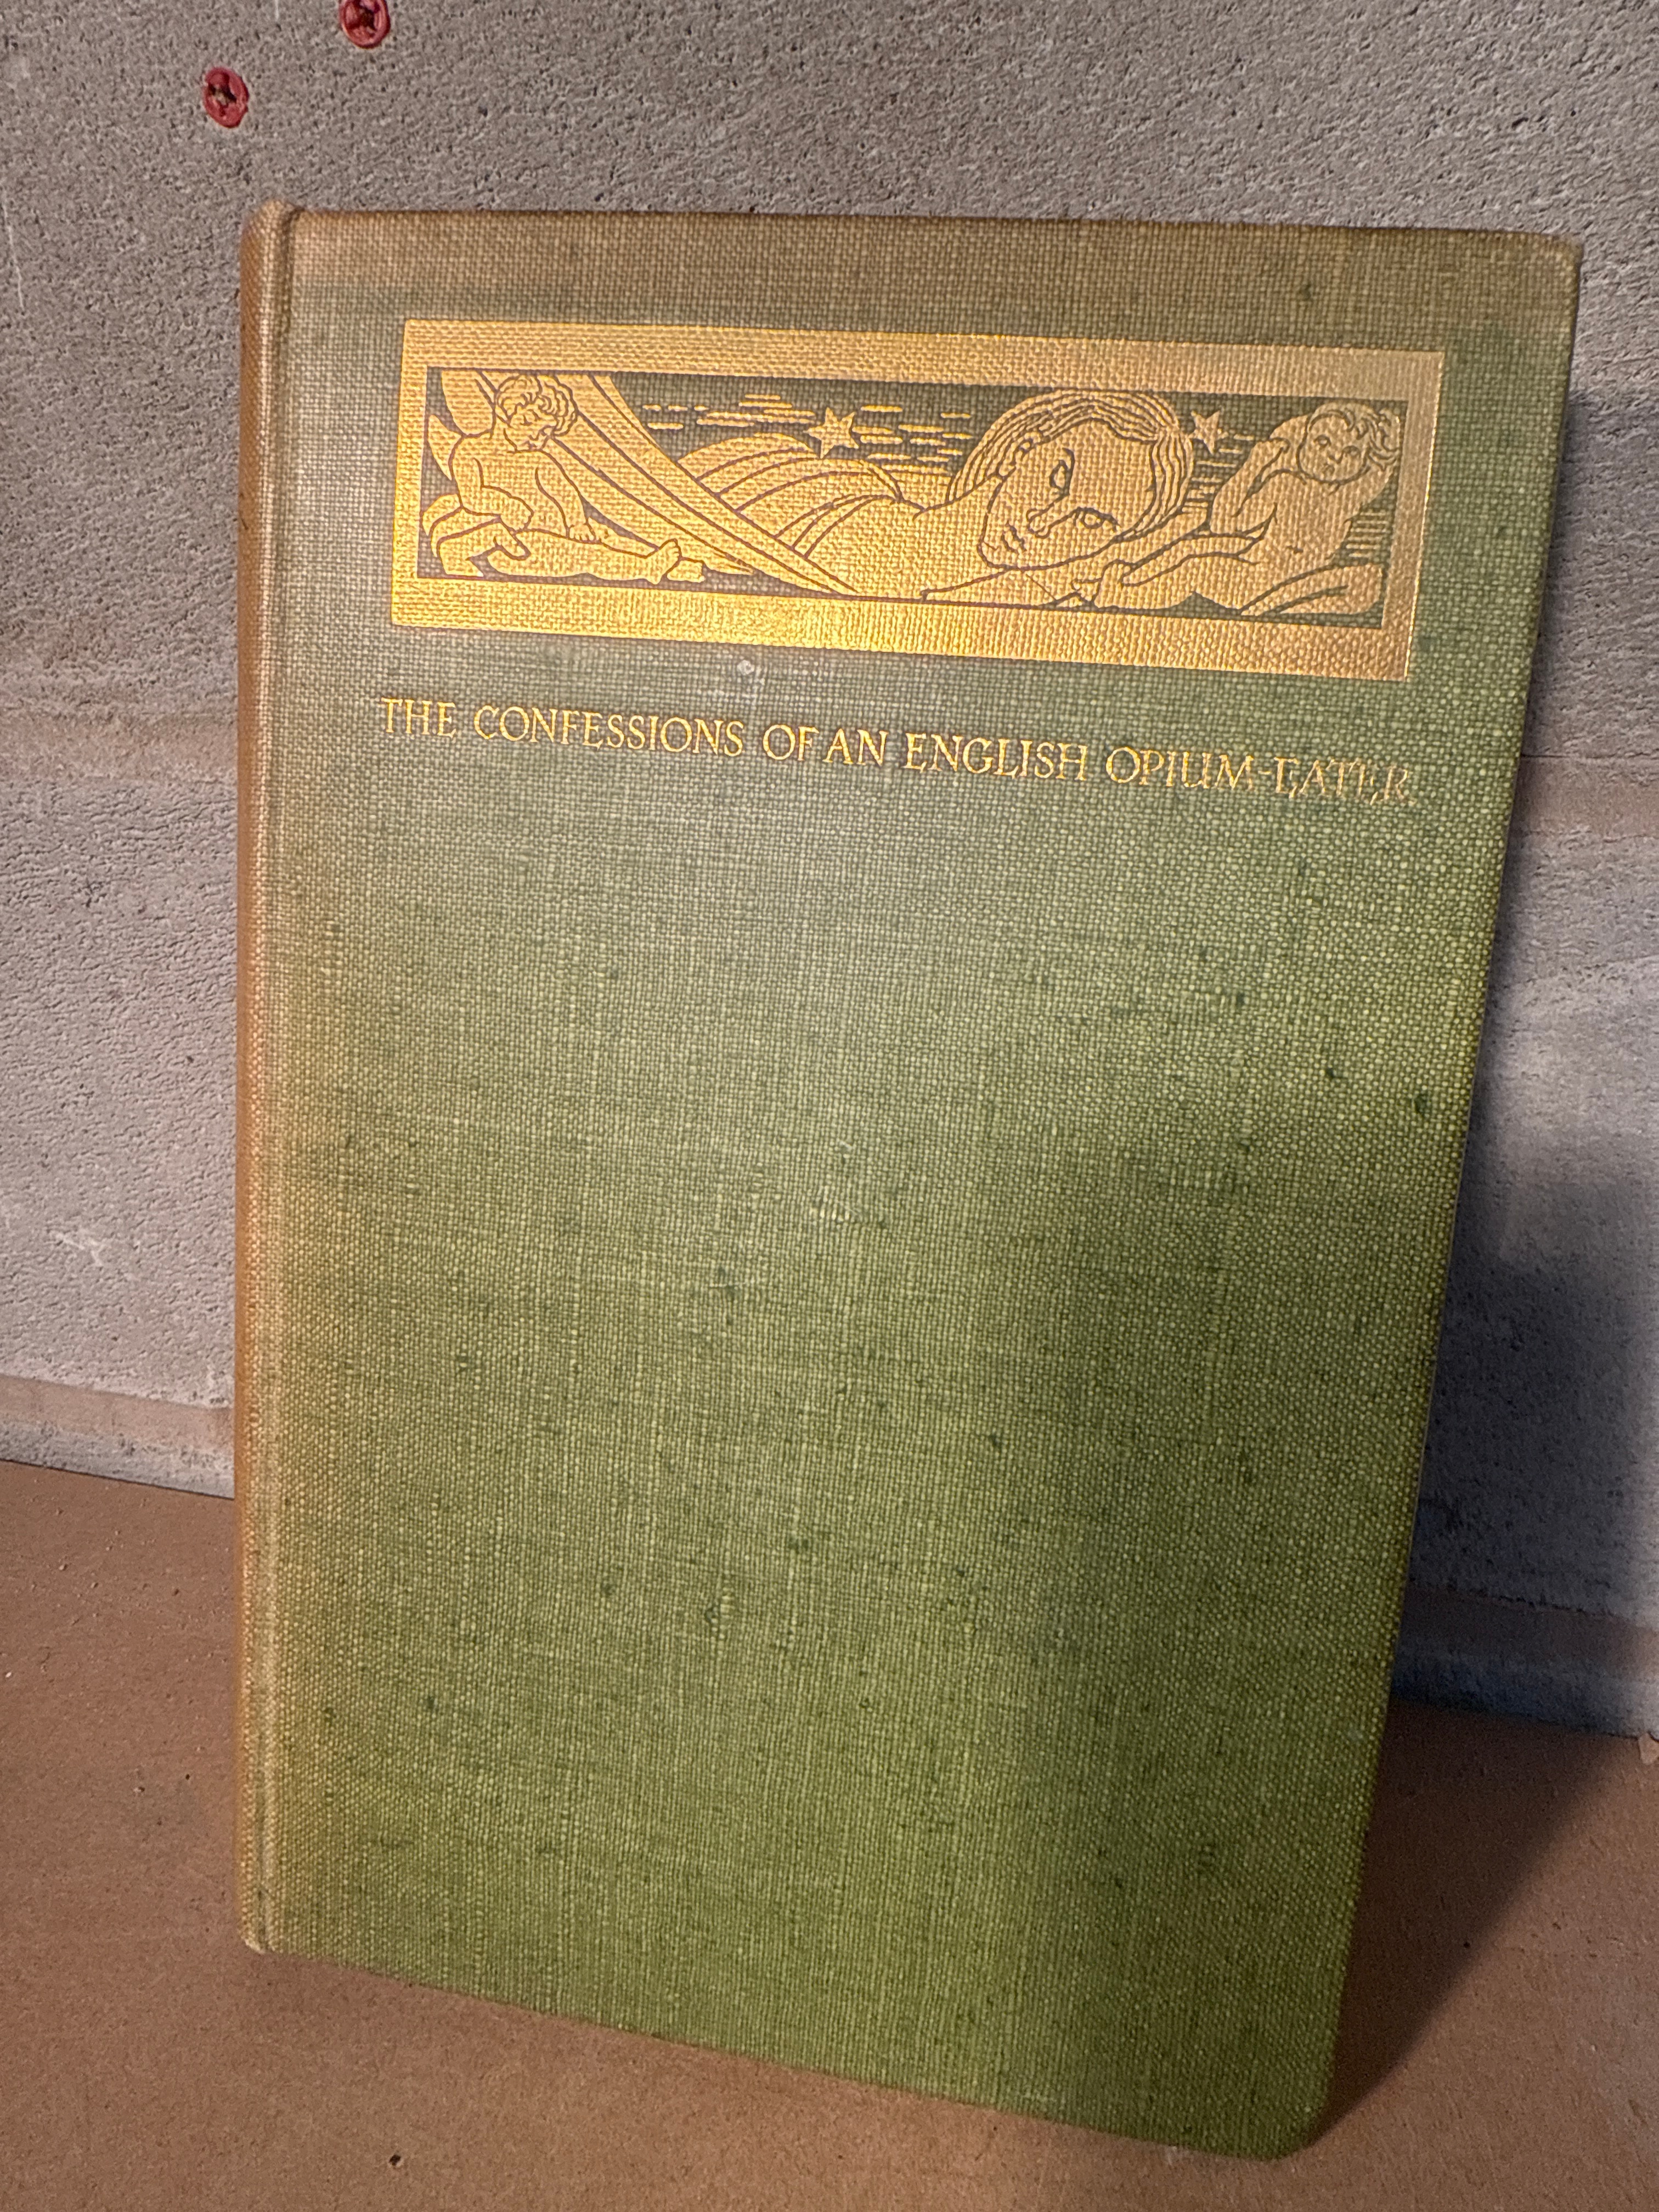 THE CONFESSIONS OF AN ENGLISH OPIUM-EATER